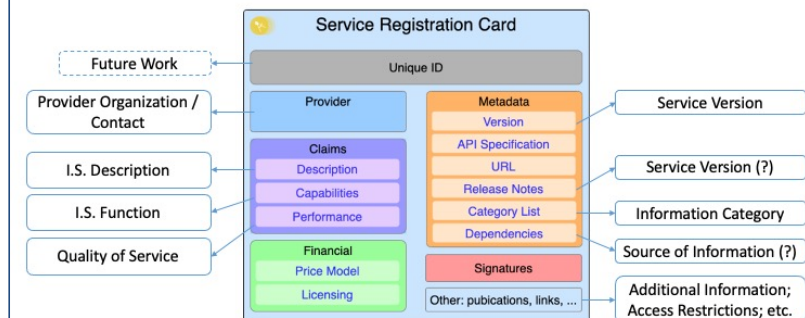 Service Registration Card
Future Work
Unique ID
Provider Organization /
Contact
Provider
Claims
I.S. Description
Description
I.S. Function
Capabilities
Quality of Service
Performance
Financial
Price Model
Licensing
Metadata
Version
Service Version
API Specification
URL
Release Notes
Service Version (?)
Category List
Information Category
Dependencies
Source of Information (?)
Signatures
Other: pubications, links, ...
Additional Information;
Access Restrictions; etc.